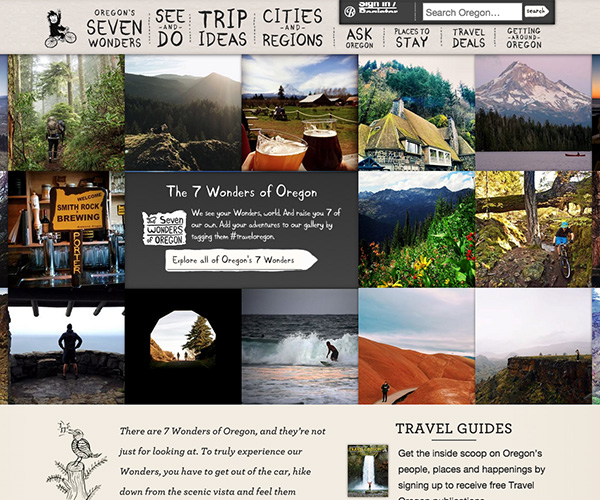 OREGON'S
SEVEN
WONDERS
SEE
-AND-
DO
TRIP
IDEAS
CITIES
-AND-
REGIONS
Sign In /
Register
Search Oregon...
search
ASK
OREGON
PLACES TO
STAY
TRAVEL
DEALS
GETTING
-AROUND-
OREGON
WELCOME
SMITH ROCK
BREWING
The 7 Wonders of Oregon
Seven
WONDERS
OF OREGON
We see your Wonders, world. And raise you 7 of
our own. Add your adventures to our gallery by
tagging them #traveloregon.
Explore all of Oregon's 7 Wonders
There are 7 Wonders of Oregon, and they're not
just for looking at. To truly experience our
Wonders, you have to get out of the car, hike
down from the scenic vista and feel them
TRAVEL GUIDES
Get the inside scoop on Oregon's
people, places and happenings by
signing up to receive free Travel
Oregon publications.